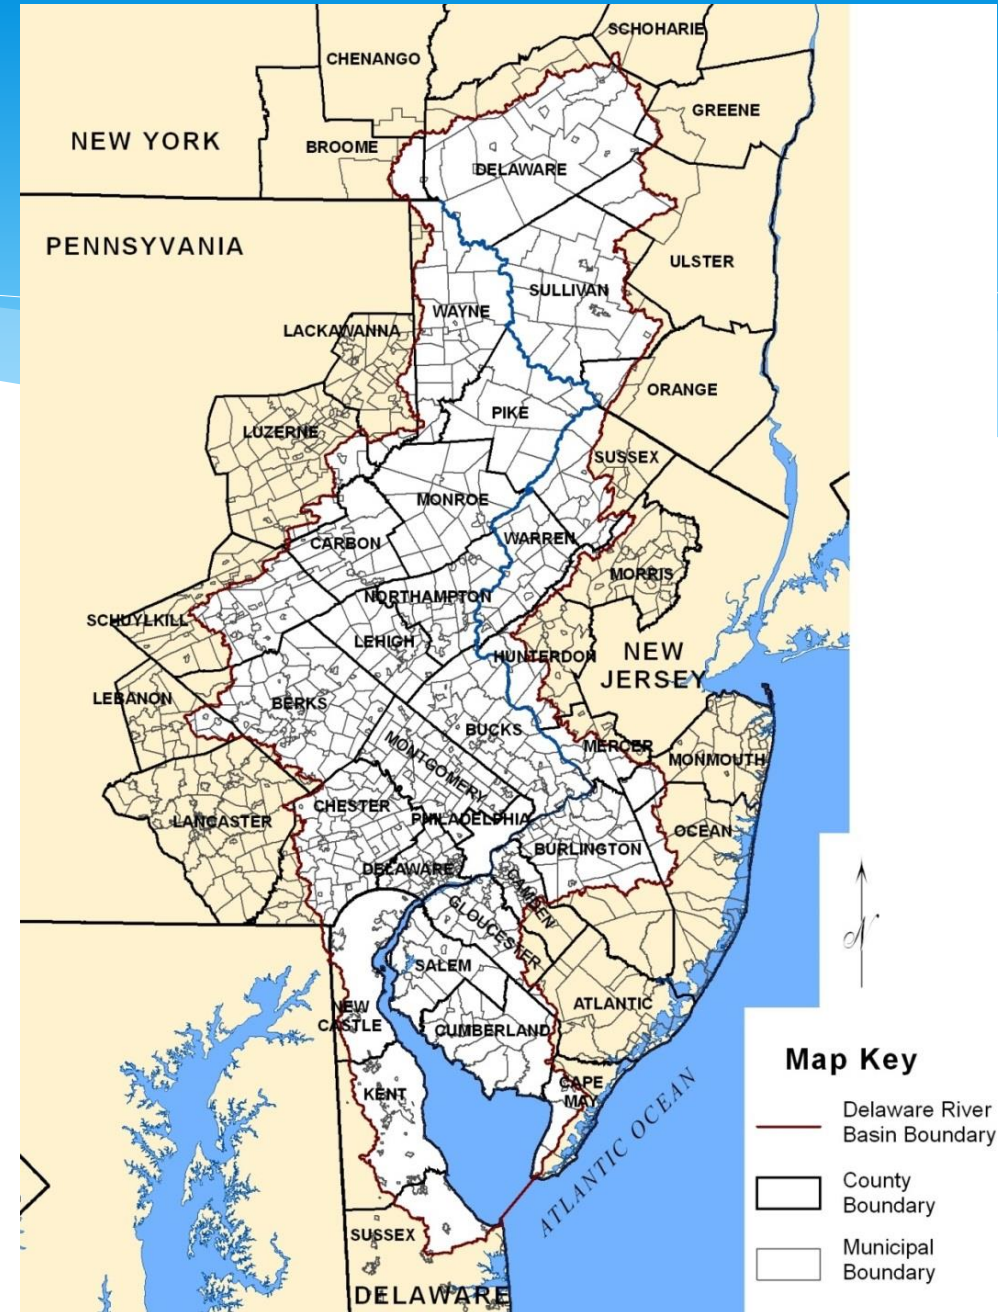 SCHOHARIE
CHENANGO
GREENE
NEW YORK
BROOME
DELAWARE
PENNSYVANIA
ULSTER
SULLIVAN
WAYNE
LACKAWANNA
ORANGE
PIKE
LUZERNE
SUSSEX
MONROE
WARREN
CARBON
MORRIS
NORTHAMPTON
SCHUYLKILL
LEHIGH
HUNTERDON
NEW
JERSEY
LEBANON
BERKS
BUCKS
MERCER
MONTGOMERY
MONMOUTH
CHESTER
PHILADELPHIA
LANCASTER
OCEAN
BURLINGTON
DELAWARE
CAMDEN
GLOUCESTER
SALEM
ATLANTIC
NEW
CASTLE
CUMBERLAND
KENT
CAPE
MAY
ATLANTIC OCEAN
SUSSEX
DELAWARE
N
Map Key
Delaware River
Basin Boundary
County
Boundary
Municipal
Boundary